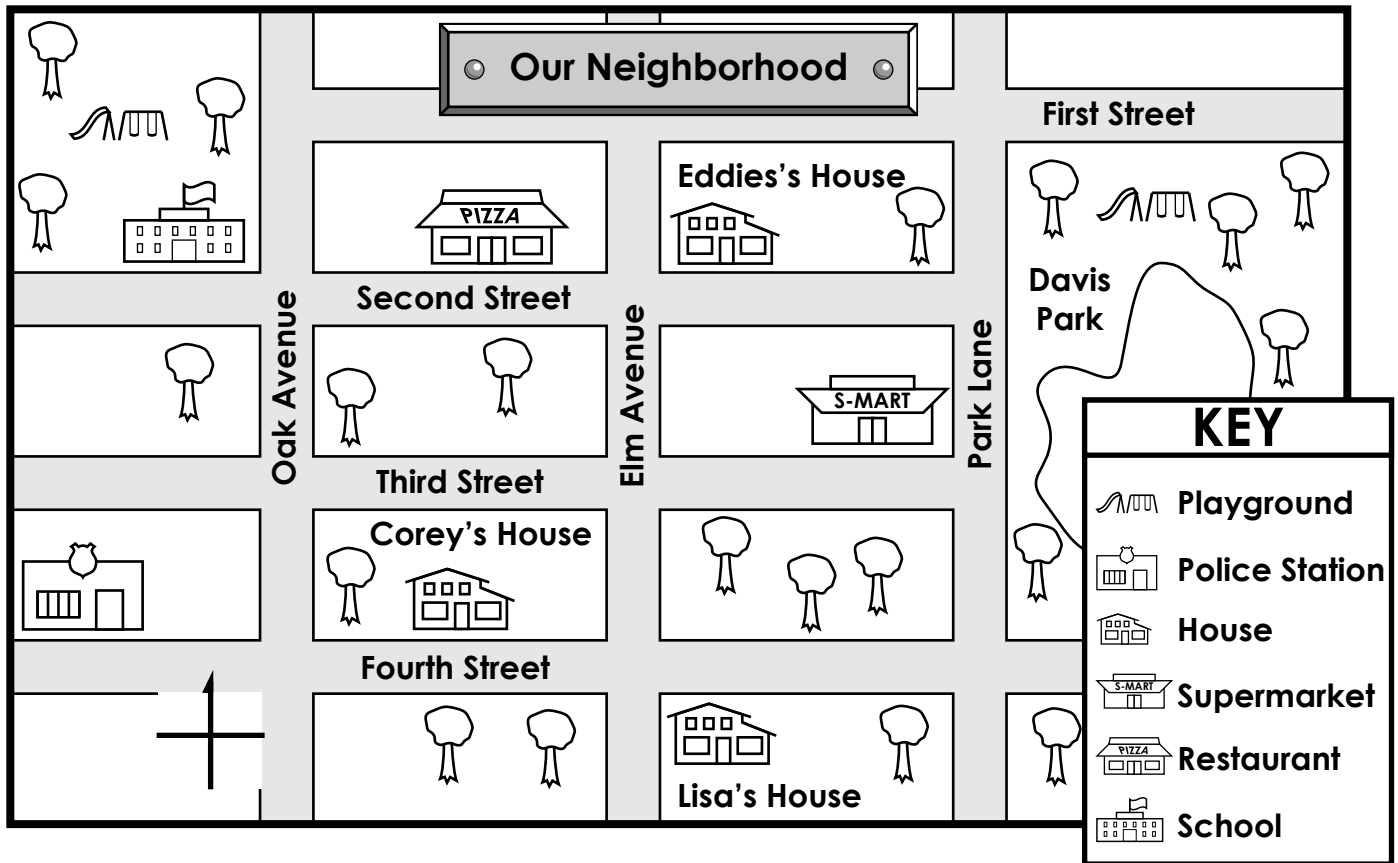 Our Neighborhood
First Street
Eddies's House
PIZZA
Davis
Park
Second Street
Oak Avenue
Elm Avenue
Park Lane
S-MART
KEY
Third Street
Playground
Corey's House
Police Station
House
Fourth Street
S-MART
Supermarket
PIZZA
Restaurant
Lisa's House
School